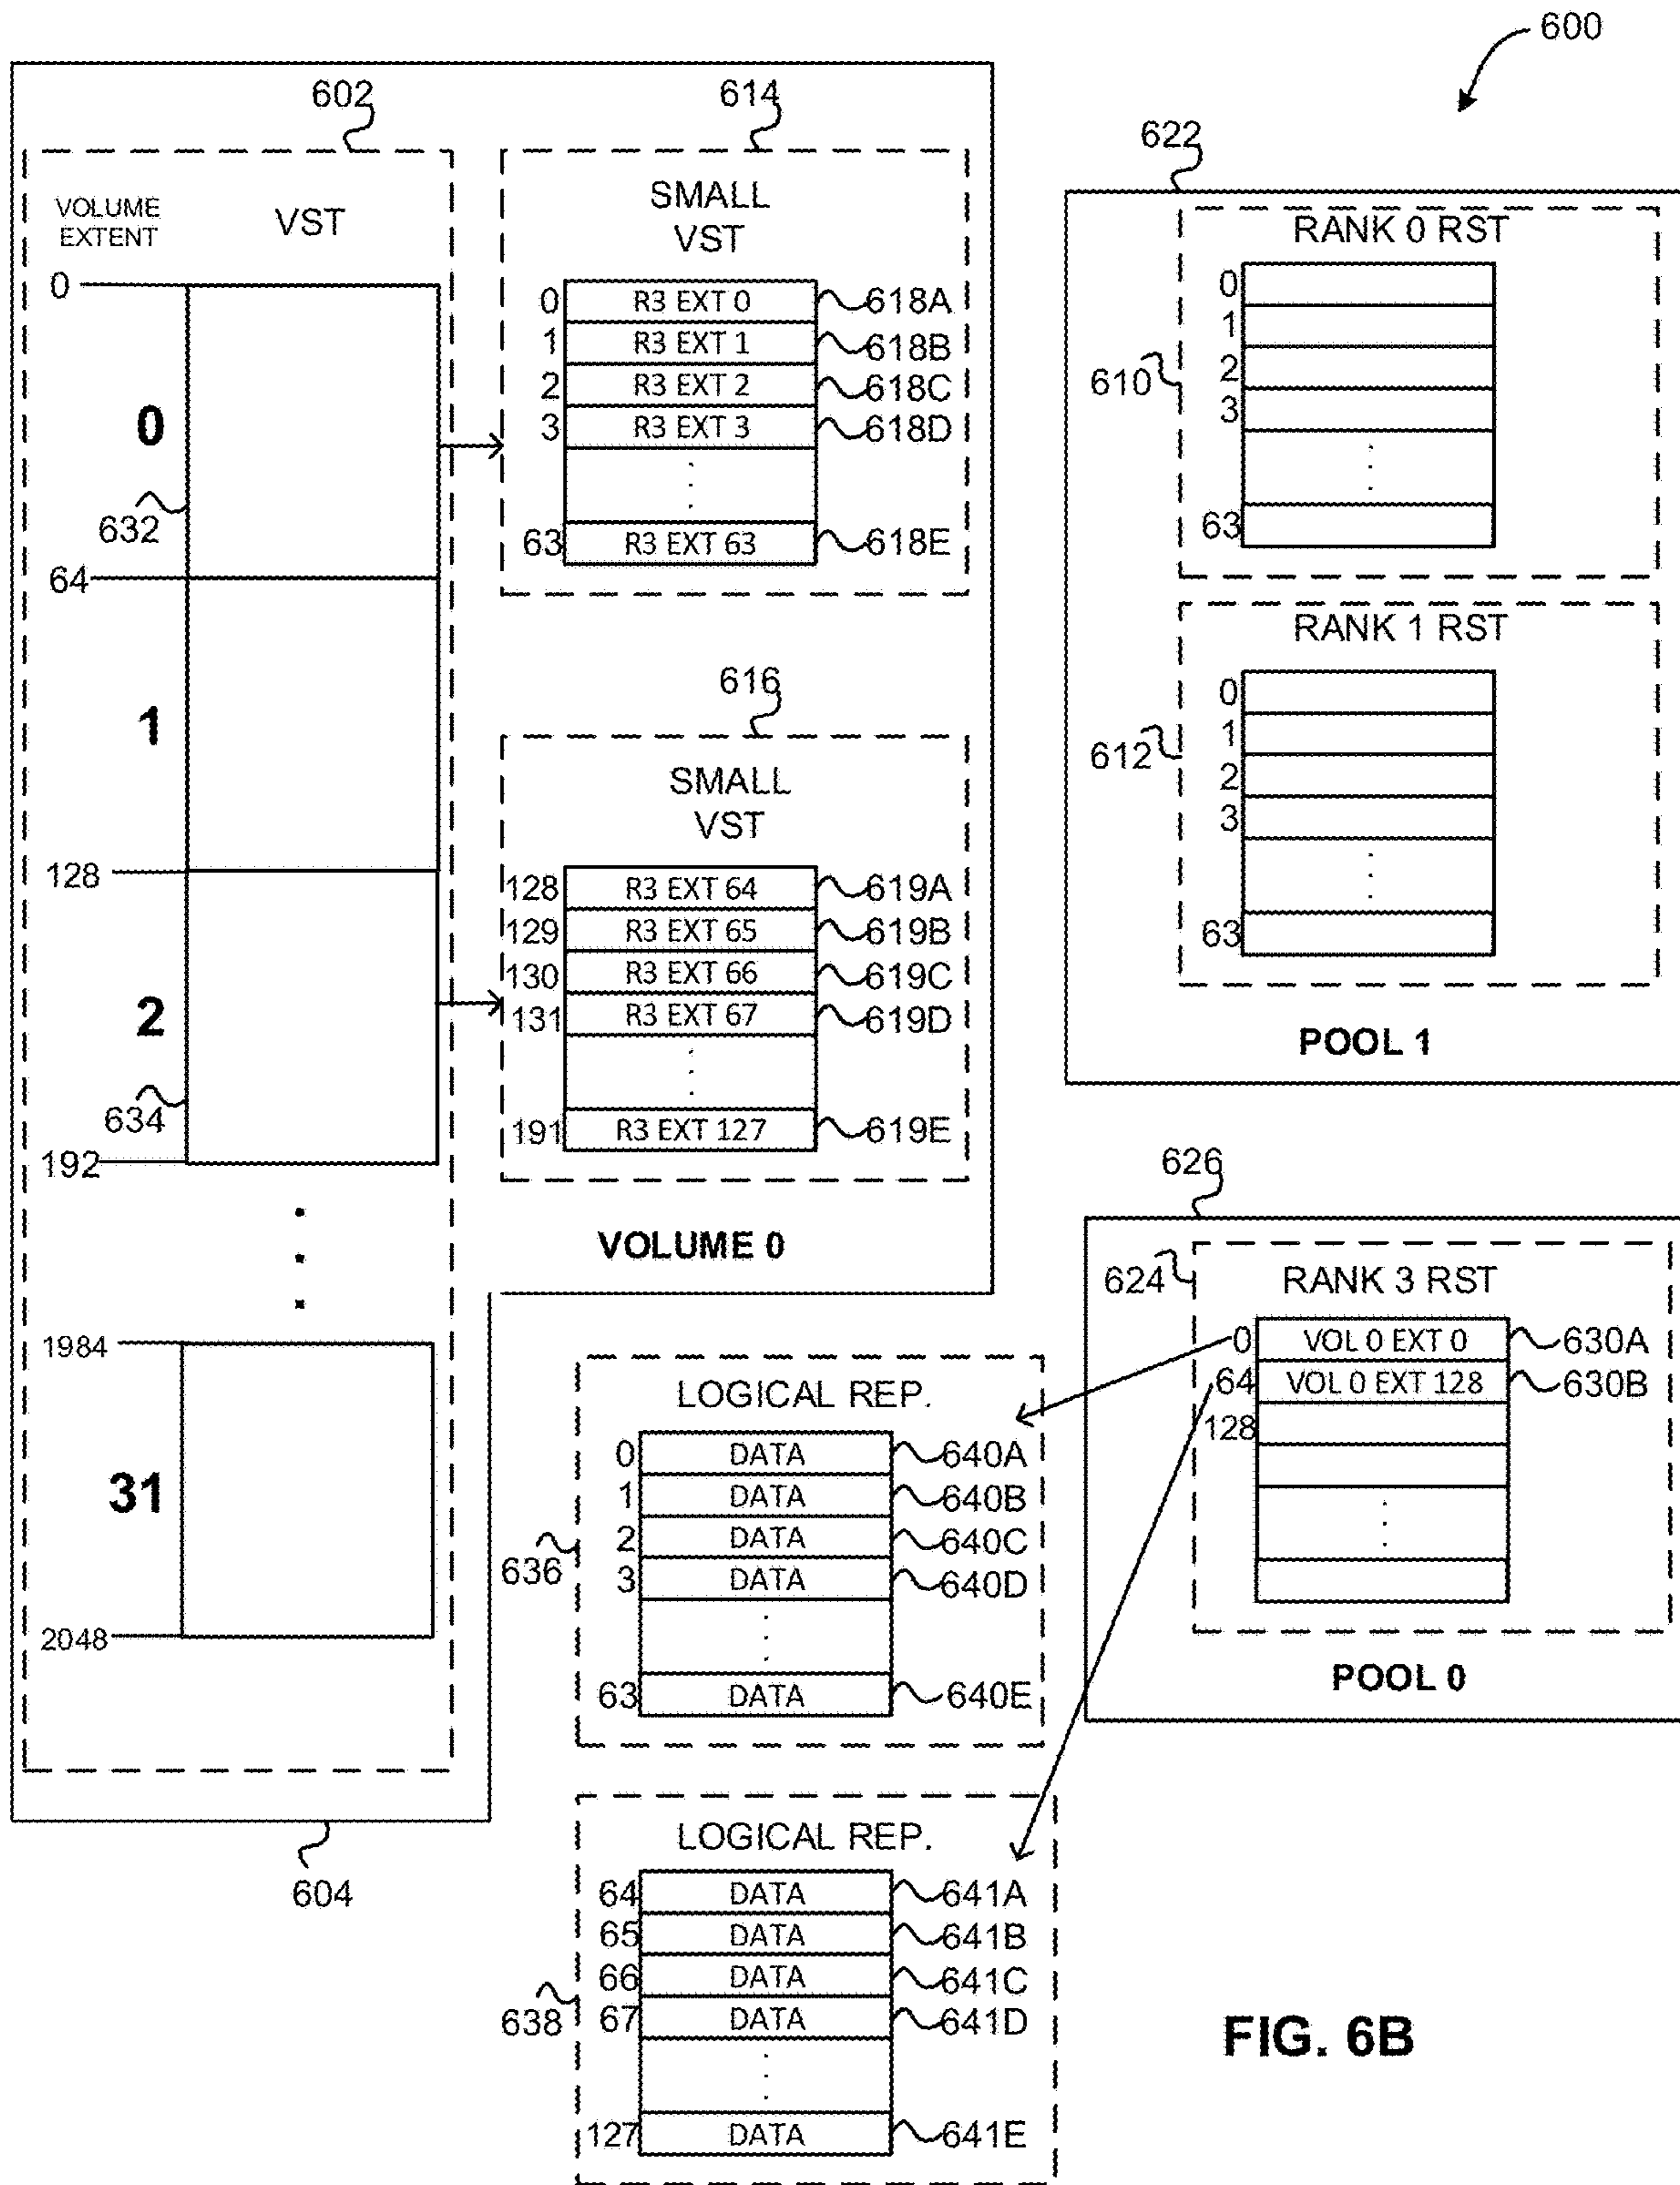 600
602
614
622
VOLUME
EXTENT
VST
SMALL
VST
0 R3 EXT 0 618A
1 R3 EXT 1 618B
2 R3 EXT 2 618C
3 R3 EXT 3 618D
63 R3 EXT 63 618E
0
0
632
64
1
128
2
634
192
1984
31
2048
616
SMALL
VST
128 R3 EXT 64 619A
129 R3 EXT 65 619B
130 R3 EXT 66 619C
131 R3 EXT 67 619D
191 R3 EXT 127 619E
VOLUME 0
604
RANK 0 RST
610
0
1
2
3
63
RANK 1 RST
612
0
1
2
3
63
POOL 1
626
624
RANK 3 RST
0 VOL 0 EXT 0 630A
64 VOL 0 EXT 128 630B
128
POOL 0
LOGICAL REP.
636
0 DATA 640A
1 DATA 640B
2 DATA 640C
3 DATA 640D
63 DATA 640E
LOGICAL REP.
638
64 DATA 641A
65 DATA 641B
66 DATA 641C
67 DATA 641D
127 DATA 641E
FIG. 6B